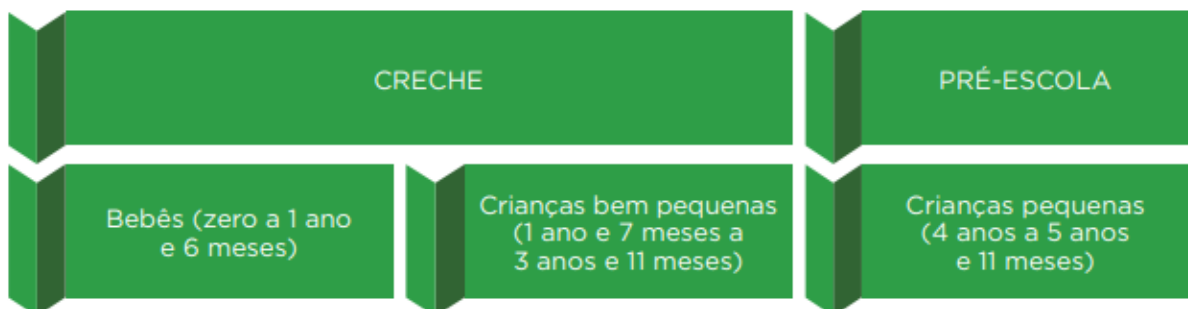 CRECHE
PRÉ-ESCOLA
Bebês (zero a 1 ano
e 6 meses)
Crianças bem pequenas
(1 ano e 7 meses a
3 anos e 11 meses)
Crianças pequenas
(4 anos a 5 anos
e 11 meses)